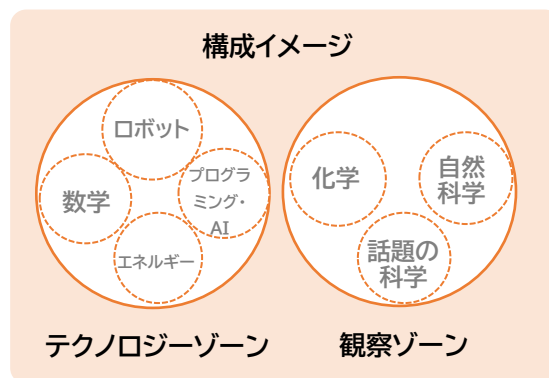 構成イメージ
ロボット
数学
プログラ
ミング・
AI
エネルギー
テクノロジーゾーン
化学
自然
科学
話題の
科学
観察ゾーン